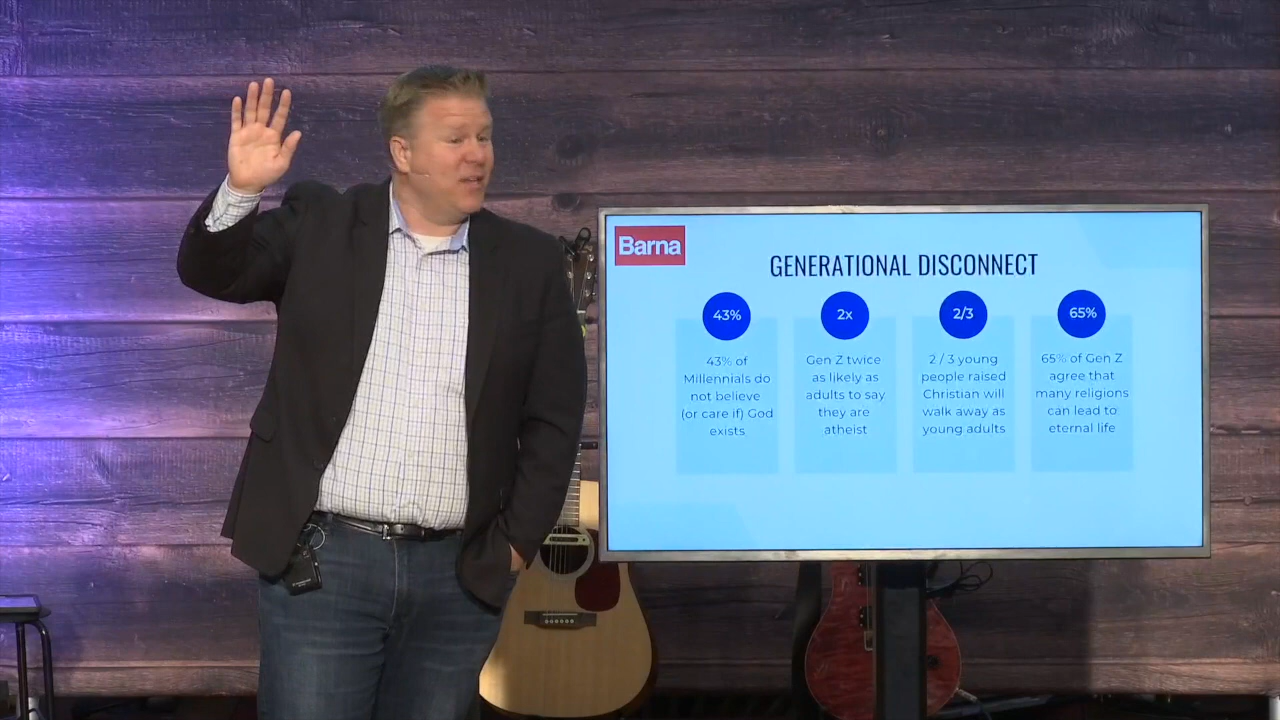 Barna
GENERATIONAL DISCONNECT
43%
2x
2/3
65%
43% of
Millennials do
not believe
(or care if) God
exists
Gen Z twice
as likely as
adults to say
they are
atheist
2 / 3 young
people raised
Christian will
walk away as
young adults
65% of Gen Z
agree that
many religions
can lead to
eternal life